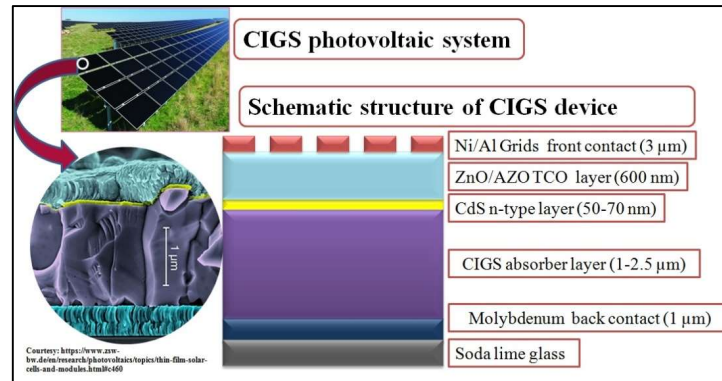 CIGS photovoltaic system
Schematic structure of CIGS device
Ni/Al Grids front contact (3 µm)
ZnO/AZO TCO layer (600 nm)
CdS n-type layer (50-70 nm)
CIGS absorber layer (1-2.5 µm)
Molybdenum back contact (1 µm)
Soda lime glass
1 µm
Courtesy: https://www.zsw-
bw.de/en/research/photovoltaics/topics/thin-film-solar-
cells-and-modules.html#c460